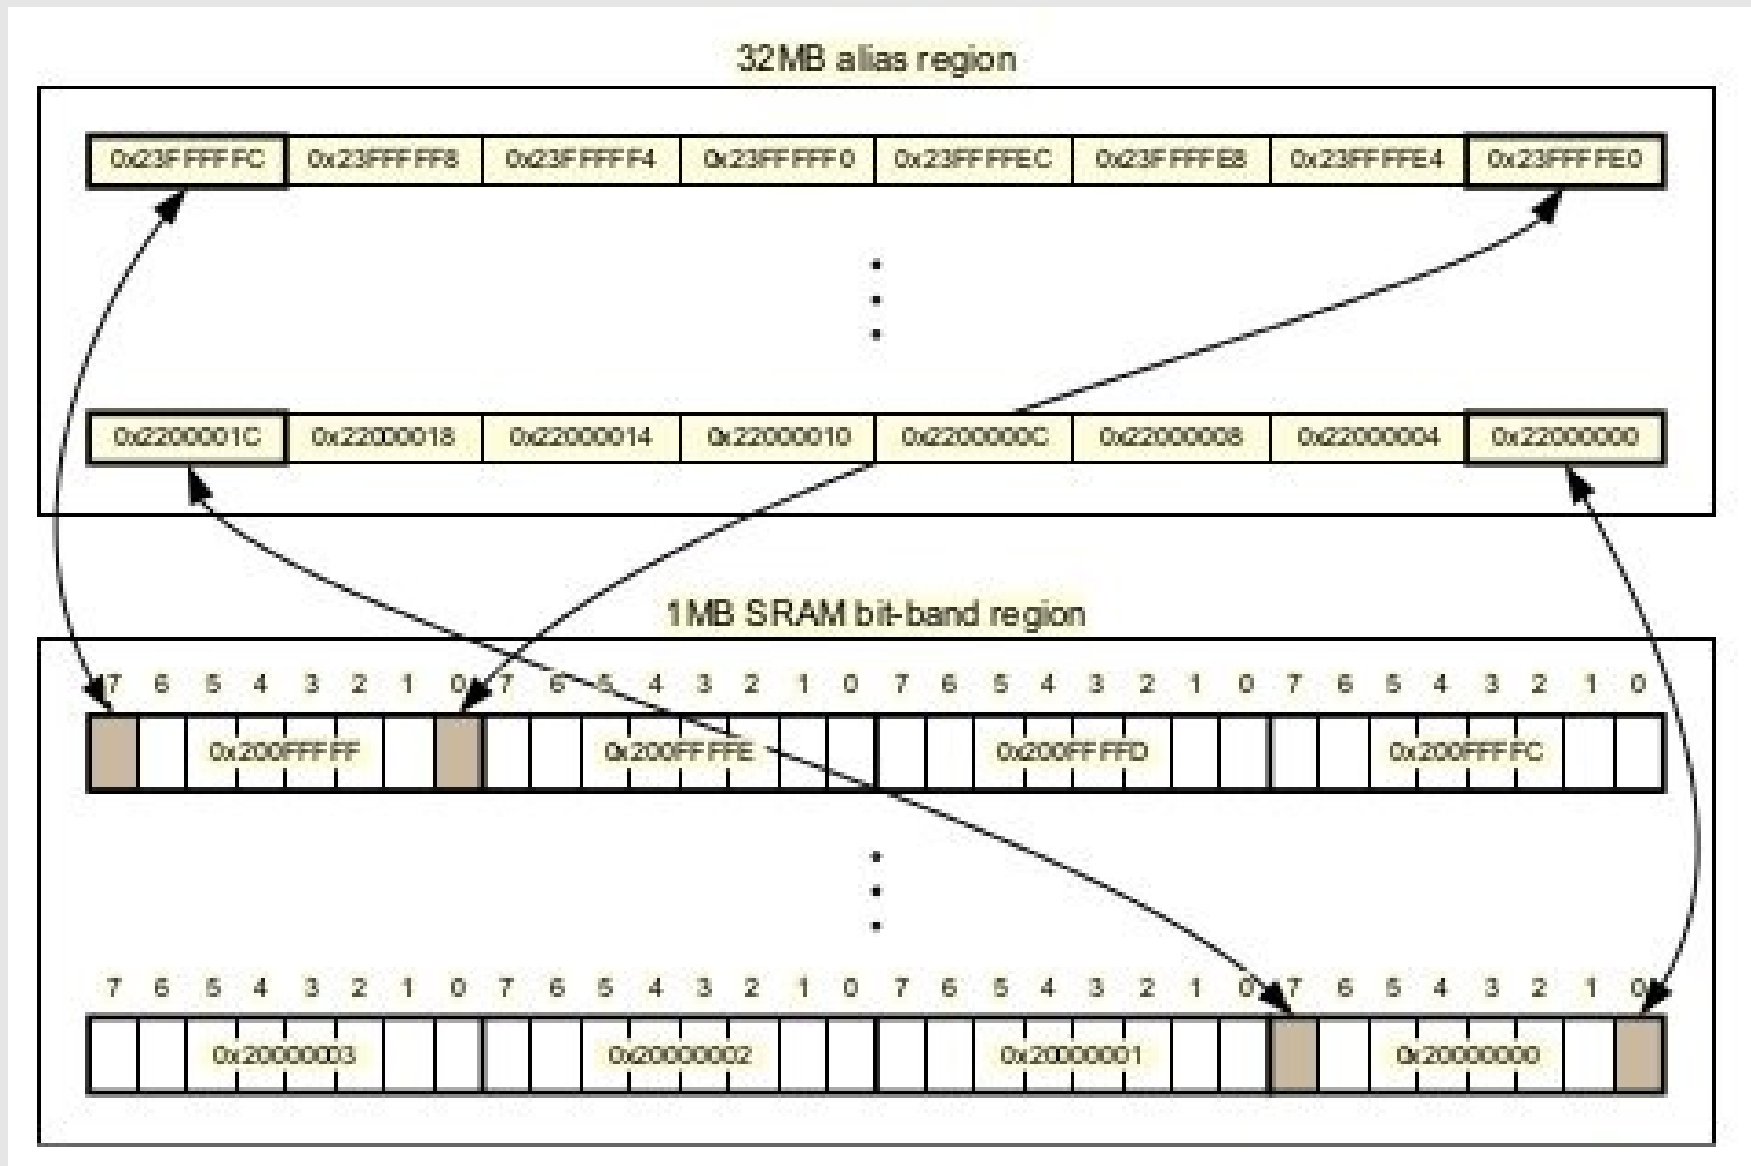 32MB alias region
0x23FFFFFC 0x23FFFFF8 0x23FFFFF4 0x23FFFFF0 0x23FFFFEC 0x23FFFFE8 0x23FFFFE4 0x23FFFFE0
0x2200001C 0x22000018 0x22000014 0x22000010 0x2200000C 0x22000008 0x22000004 0x22000000
1MB SRAM bit-band region
7 6 5 4 3 2 1 0 7 6 5 4 3 2 1 0 7 6 5 4 3 2 1 0 7 6 5 4 3 2 1 0
0x200FFFFF 0x200FFFFE 0x200FFFFD 0x200FFFFC
7 6 5 4 3 2 1 0 7 6 5 4 3 2 1 0 7 6 5 4 3 2 1 0 7 6 5 4 3 2 1 0
0x20000003 0x20000002 0x20000001 0x20000000